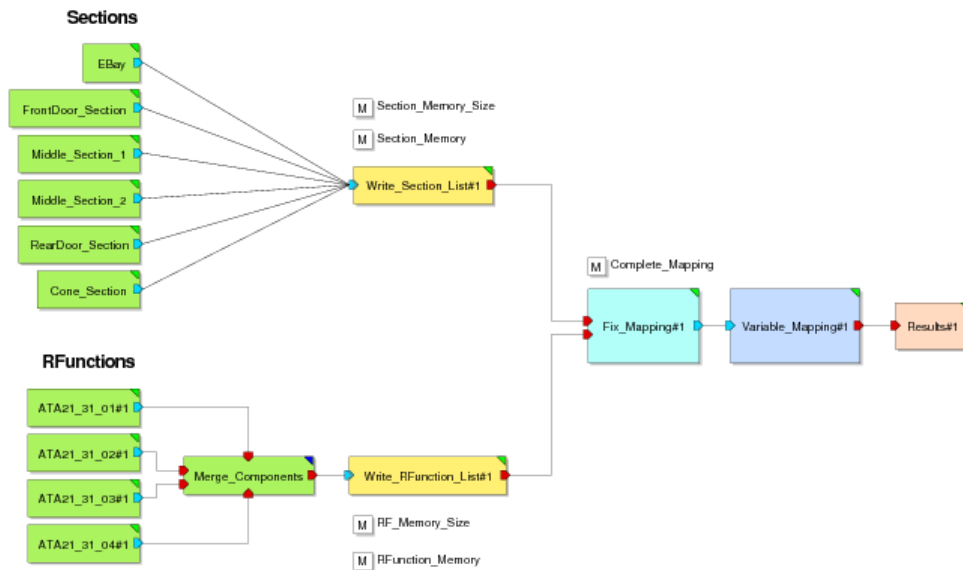 Sections
EBay
FrontDoor_Section
Middle_Section_1
Middle_Section_2
RearDoor_Section
Cone_Section
M Section_Memory_Size
M Section_Memory
Write_Section_List#1
M Complete_Mapping
Fix_Mapping#1
Variable_Mapping#1
Results#1
RFunctions
ATA21_31_01#1
ATA21_31_02#1
ATA21_31_03#1
ATA21_31_04#1
Merge_Components
Write_RFunction_List#1
M RF_Memory_Size
M RFunction_Memory